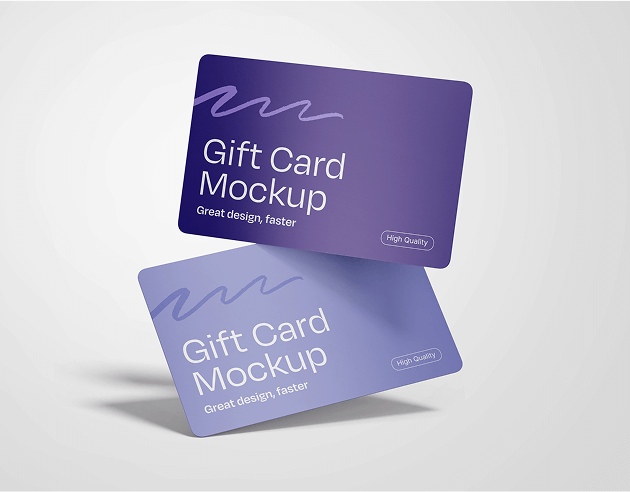 Gift Card
Mockup
Great design, faster
High Quality
Gift Card
Mockup
Great design, faster
High Quality